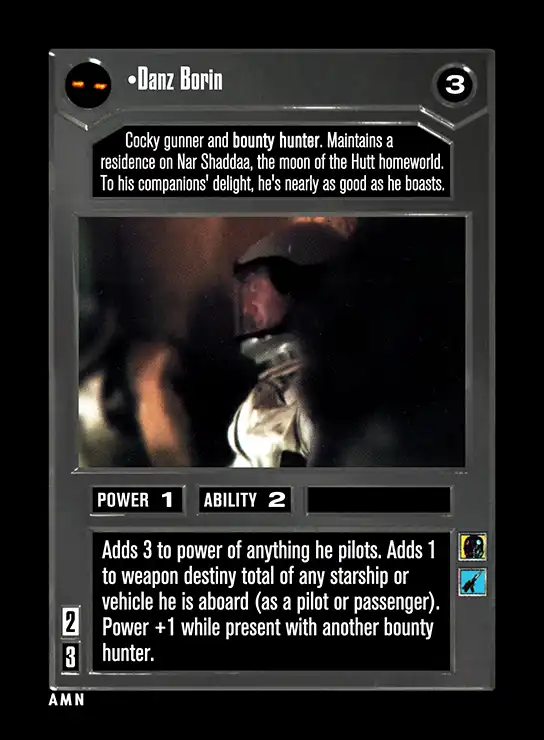 •Danz Borin
3
Cocky gunner and bounty hunter. Maintains a
residence on Nar Shaddaa, the moon of the Hutt homeworld.
To his companions' delight, he's nearly as good as he boasts.
POWER 1 ABILITY 2
Adds 3 to power of anything he pilots. Adds 1
to weapon destiny total of any starship or
vehicle he is aboard (as a pilot or passenger).
Power +1 while present with another bounty
hunter.
2
3
AMN